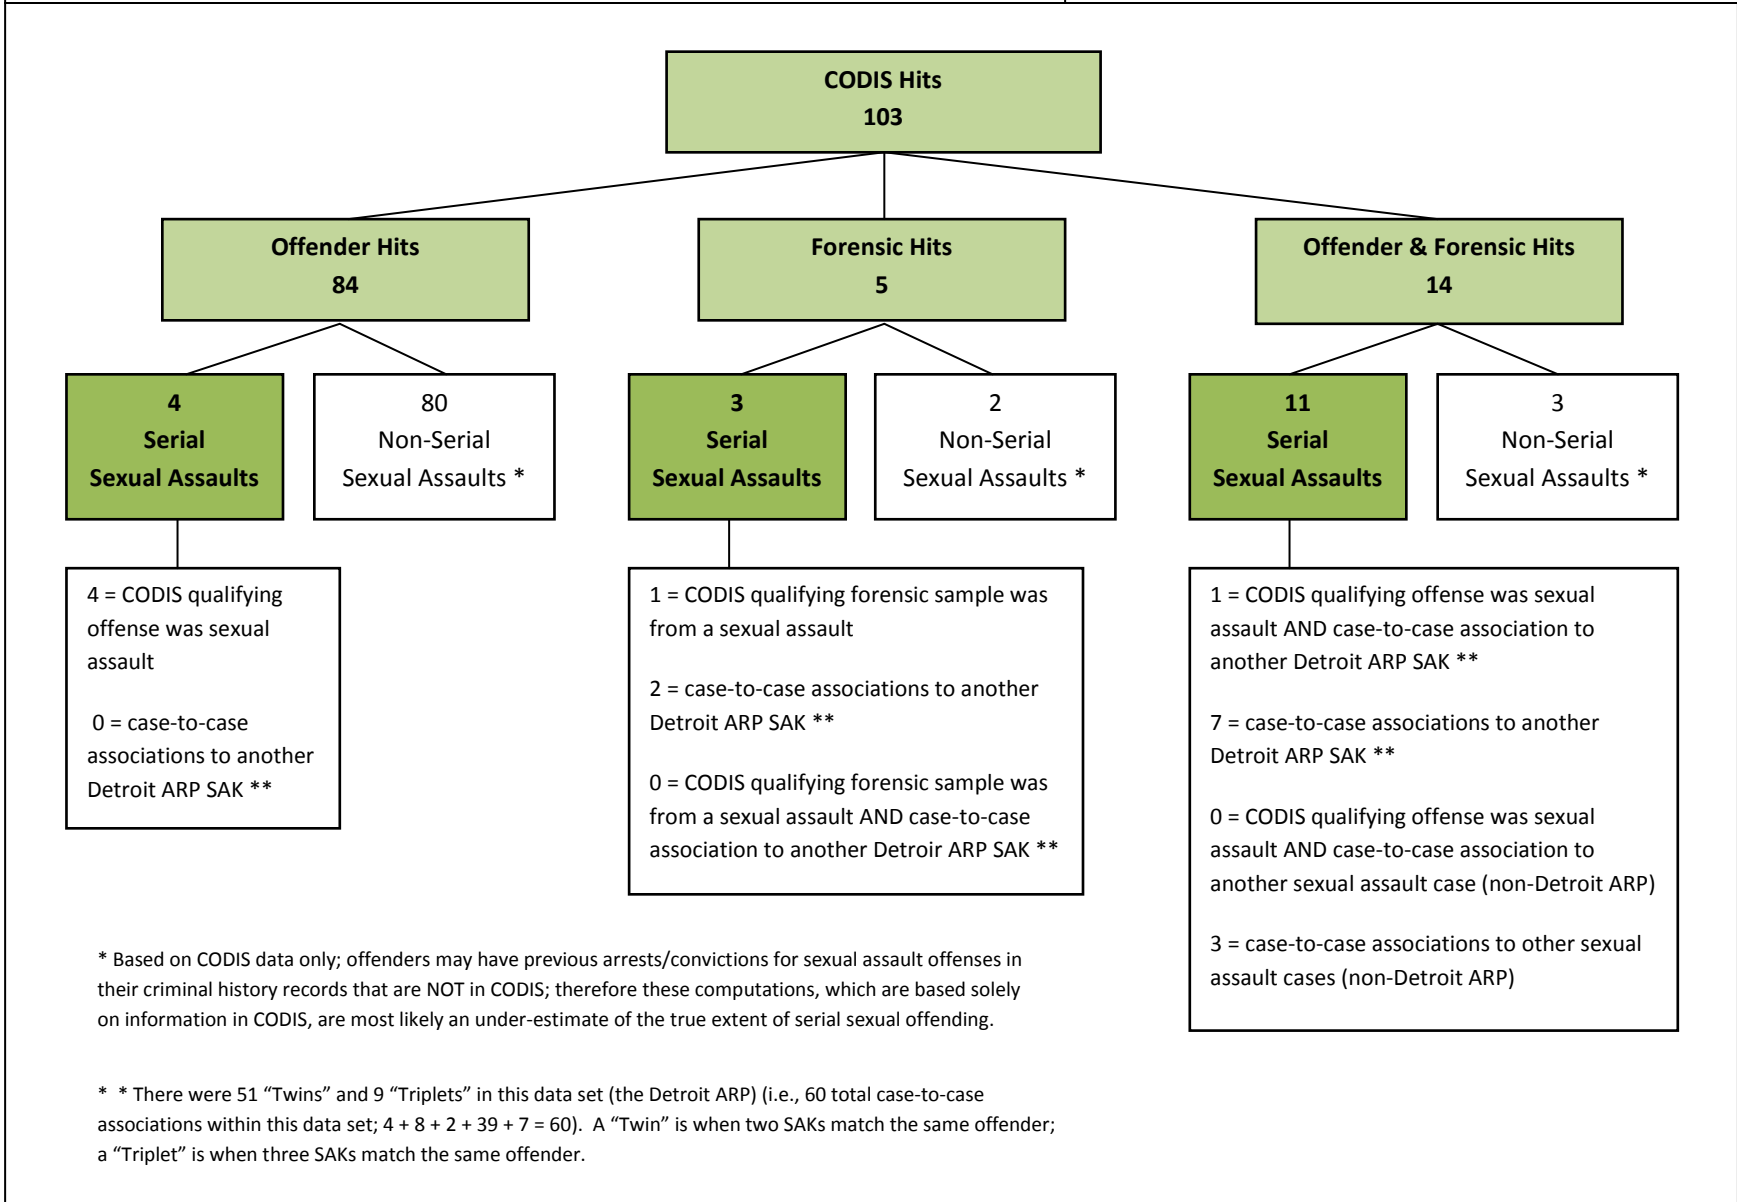 CODIS Hits
103
Offender Hits
84
Forensic Hits
5
Offender & Forensic Hits
14
4
Serial
Sexual Assaults
80
Non-Serial
Sexual Assaults *
3
Serial
Sexual Assaults
2
Non-Serial
Sexual Assaults *
11
Serial
Sexual Assaults
3
Non-Serial
Sexual Assaults *
4 = CODIS qualifying
offense was sexual
assault
0 = case-to-case
associations to another
Detroit ARP SAK **
1 = CODIS qualifying forensic sample was
from a sexual assault
2 = case-to-case associations to another
Detroit ARP SAK **
0 = CODIS qualifying forensic sample was
from a sexual assault AND case-to-case
association to another Detroir ARP SAK **
1 = CODIS qualifying offense was sexual
assault AND case-to-case association to
another Detroit ARP SAK **
7 = case-to-case associations to another
Detroit ARP SAK **
0 = CODIS qualifying offense was sexual
assault AND case-to-case association to
another sexual assault case (non-Detroit ARP)
3 = case-to-case associations to other sexual
assault cases (non-Detroit ARP)
* Based on CODIS data only; offenders may have previous arrests/convictions for sexual assault offenses in
their criminal history records that are NOT in CODIS; therefore these computations, which are based solely
on information in CODIS, are most likely an under-estimate of the true extent of serial sexual offending.
* * There were 51 “Twins” and 9 “Triplets” in this data set (the Detroit ARP) (i.e., 60 total case-to-case
associations within this data set; 4 + 8 + 2 + 39 + 7 = 60). A “Twin” is when two SAKs match the same offender;
a “Triplet” is when three SAKs match the same offender.